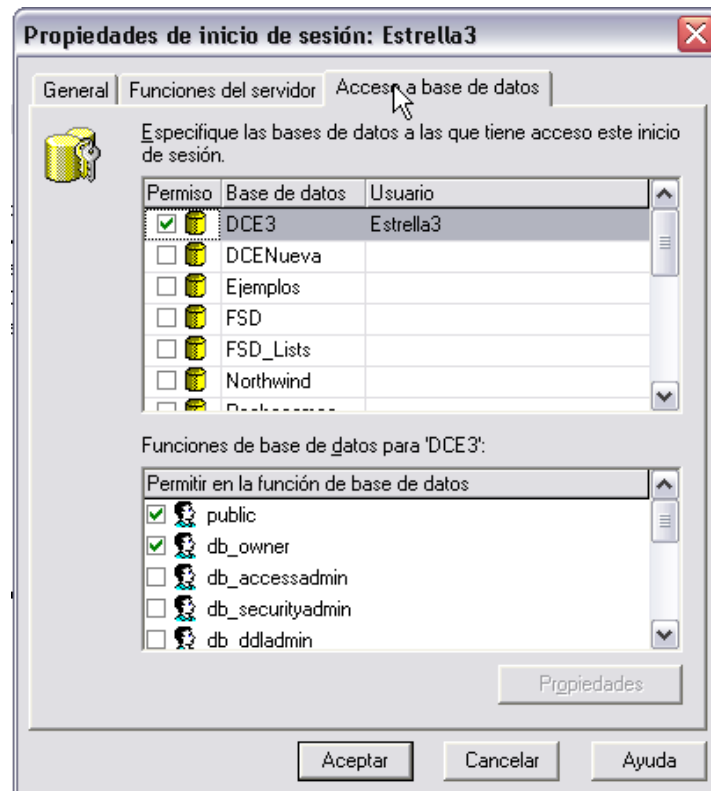 Propiedades de inicio de sesión: Estrella3
General Funciones del servidor Acceso a base de datos
Especifique las bases de datos a las que tiene acceso este inicio
de sesión.
Permiso Base de datos Usuario
DCE3 Estrella3
DCENueva
Ejemplos
FSD
FSD_Lists
Northwind
Funciones de base de datos para 'DCE3':
Permitir en la función de base de datos
public
db_owner
db_accessadmin
db_securityadmin
db_ddladmin
Propiedades
Aceptar Cancelar Ayuda